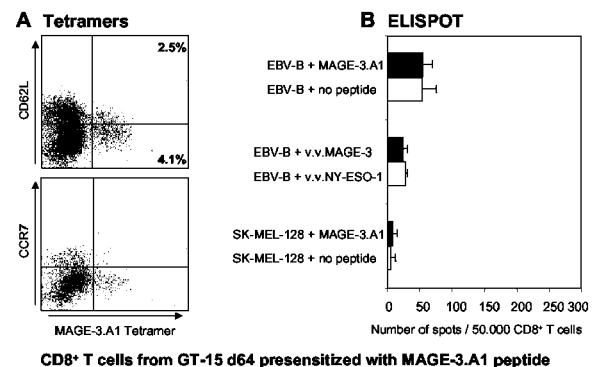 A Tetramers
2.5%
CD62L
4.1%
CCR7
MAGE-3.A1 Tetramer
B ELISPOT
EBV-B + MAGE-3.A1
EBV-B + no peptide
EBV-B + v.v.MAGE-3
EBV-B + v.v.NY-ESO-1
SK-MEL-128 + MAGE-3.A1
SK-MEL-128 + no peptide
0 50 100 150 200 250 300
Number of spots / 50.000 CD8⁺ T cells
CD8⁺ T cells from GT-15 d64 presensitized with MAGE-3.A1 peptide